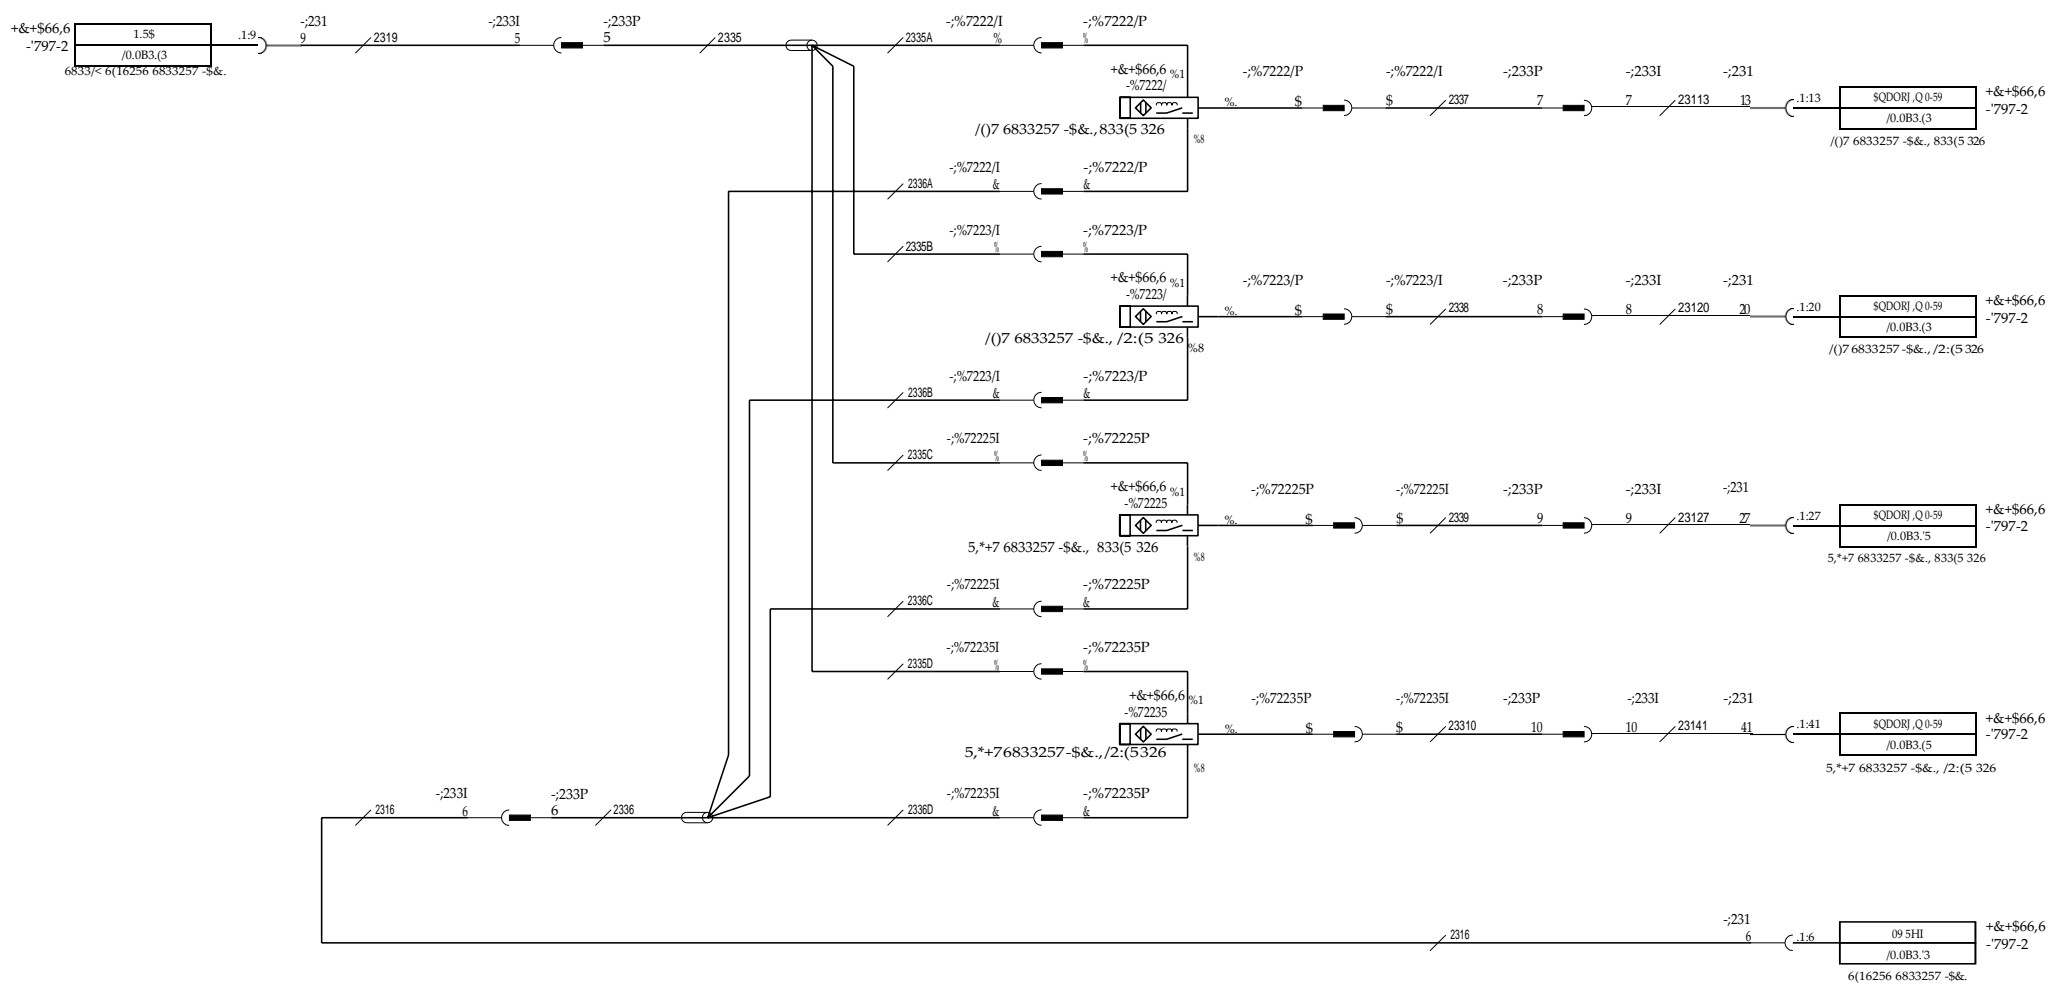 -;231
-;233I
-;233P
-;%7222/I
-;%7222/P
+&+$66,6
-'797-2
1.5$
/0.0B3.(3
6833/< 6(16256 6833257 -$&.
.1:9
9
2319
5
5
2335
2335A
%
%
+&+$66,6
-%7222/
%1
/()7 6833257 -$&., 833(5 326
%.
%8
-;%7222/P
$
-;%7222/I
$
2337
-;233P
7
-;233I
7
23113
-;231
13
.1:13
$QDORJ ,Q 0-59
/0.0B3.(3
+&+$66,6
-'797-2
/()7 6833257 -$&., 833(5 326
-;%7222/I
-;%7222/P
2336A
&
&
-;%7223/I
-;%7223/P
2335B
%
%
+&+$66,6
-%7223/
%1
/()7 6833257 -$&., /2:(5 326
%.
%8
-;%7223/P
$
-;%7223/I
$
2338
-;233P
8
-;233I
8
23120
-;231
20
.1:20
$QDORJ ,Q 0-59
/0.0B3.(3
+&+$66,6
-'797-2
/()7 6833257 -$&., /2:(5 326
-;%7223/I
-;%7223/P
2336B
&
&
-;%72225I
-;%72225P
2335C
%
%
+&+$66,6
-%72225
%1
5,*+7 6833257 -$&., 833(5 326
%.
%8
-;%72225P
$
-;%72225I
$
2339
-;233P
9
-;233I
9
23127
-;231
27
.1:27
$QDORJ ,Q 0-59
/0.0B3.'5
+&+$66,6
-'797-2
5,*+7 6833257 -$&., 833(5 326
-;%72225I
-;%72225P
2336C
&
&
-;%72235I
-;%72235P
2335D
%
%
+&+$66,6
-%72235
%1
5,*+76833257-$&.,/2:(5326
%.
%8
-;%72235P
$
-;%72235I
$
23310
-;233P
10
-;233I
10
23141
-;231
41
.1:41
$QDORJ ,Q 0-59
/0.0B3.(5
+&+$66,6
-'797-2
5,*+7 6833257 -$&., /2:(5 326
-;233I
-;233P
2316
6
6
2336
-;%72235I
-;%72235P
2336D
&
&
2316
-;231
6
.1:6
09 5HI
/0.0B3.'3
+&+$66,6
-'797-2
6(16256 6833257 -$&.